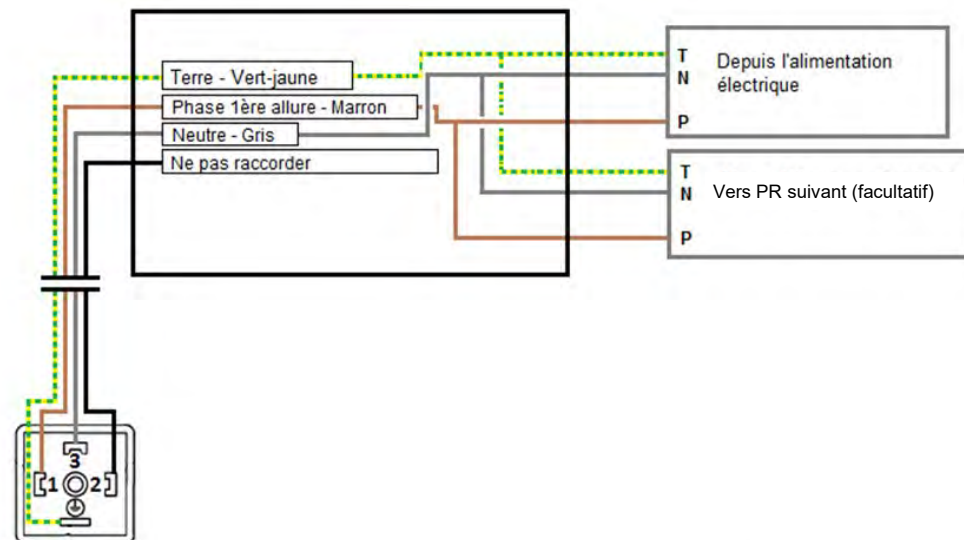 Terre - Vert-jaune
Phase 1ère allure - Marron
Neutre - Gris
Ne pas raccorder
T
N
P
Depuis l'alimentation
électrique
T
N
P
Vers PR suivant (facultatif)
3
1
2